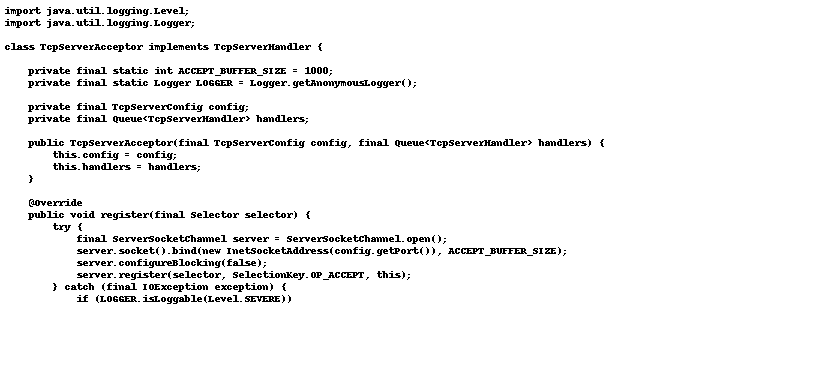 import java.util.logging.Level;
import java.util.logging.Logger;
class TcpServerAcceptor implements TcpServerHandler {
private final static int ACCEPT_BUFFER_SIZE = 1000;
private final static Logger LOGGER = Logger.getAnonymousLogger();
private final TcpServerConfig config;
private final Queue<TcpServerHandler> handlers;
public TcpServerAcceptor(final TcpServerConfig config, final Queue<TcpServerHandler> handlers) {
this.config = config;
this.handlers = handlers;
}
@Override
public void register(final Selector selector) {
try {
final ServerSocketChannel server = ServerSocketChannel.open();
server.socket().bind(new InetSocketAddress(config.getPort()), ACCEPT_BUFFER_SIZE);
server.configureBlocking(false);
server.register(selector, SelectionKey.OP_ACCEPT, this);
} catch (final IOException exception) {
if (LOGGER.isLoggable(Level.SEVERE))